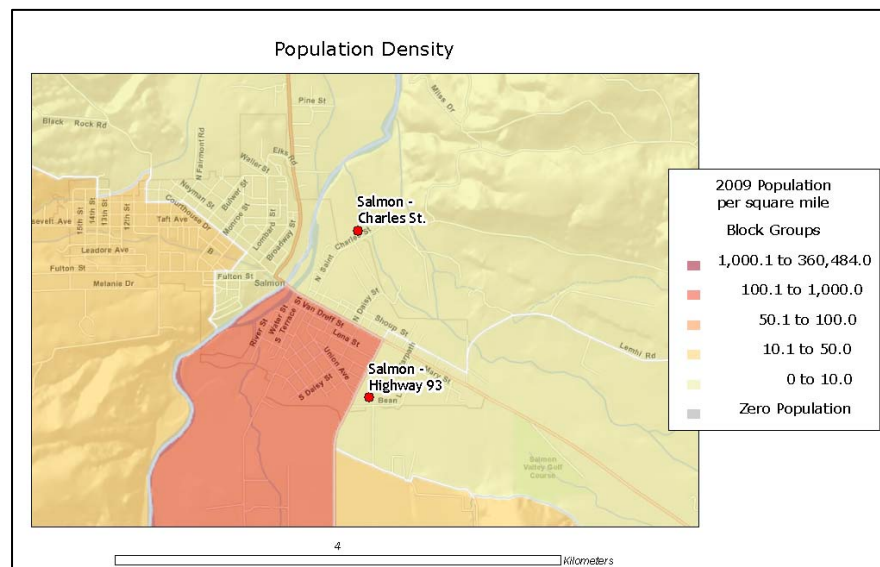 Population Density
Pine St
Miss Dr
Black Rock Rd
N Fairmont Rd
Elks Rd
Waller St
Nayman St
Bulwer St
Courthouse Dr
Monroe St
Lombard St
Broadway St
15th St
14th St
13th St
12th St
Taft Ave
Salmon -
Charles St.
N Saint Charles St
Leadore Ave
B
Fulton St
Melanie Dr
Fulton St
Salmon
N Daisy St
Van Dreff St
Shoup St
River St
Water St
S Terrace St
Lena St
Union Ave
S Daisy St
Lemhi Rd
Mary St
Salmon -
Highway 93
Bean
Salmon
Valley Golf
Course
2009 Population
per square mile
Block Groups
1,000.1 to 360,484.0
100.1 to 1,000.0
50.1 to 100.0
10.1 to 50.0
0 to 10.0
Zero Population
4
Kilometers